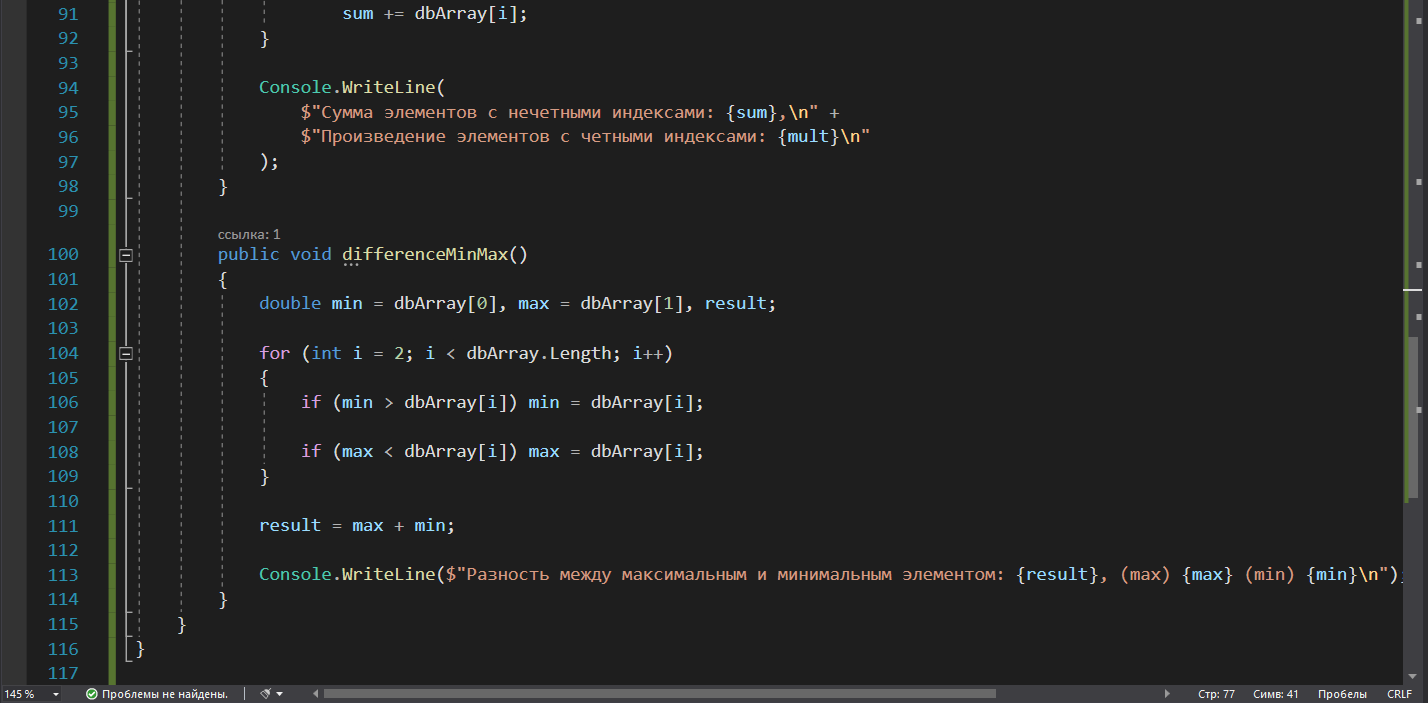 91 sum += dbArray[i];
92 }
93
94 Console.WriteLine(
95 $"Сумма элементов с нечетными индексами: {sum},\n" +
96 $"Произведение элементов с четными индексами: {mult}\n"
97 );
98 }
99
ссылка: 1
100 public void differenceMinMax()
101 {
102 double min = dbArray[0], max = dbArray[1], result;
103
104 for (int i = 2; i < dbArray.Length; i++)
105 {
106 if (min > dbArray[i]) min = dbArray[i];
107
108 if (max < dbArray[i]) max = dbArray[i];
109 }
110
111 result = max + min;
112
113 Console.WriteLine($"Разность между максимальным и минимальным элементом: {result}, (max) {max} (min) {min}\n");
114 }
115 }
116 }
117
145 % Проблемы не найдены. Стр: 77 Симв: 41 Пробелы CRLF